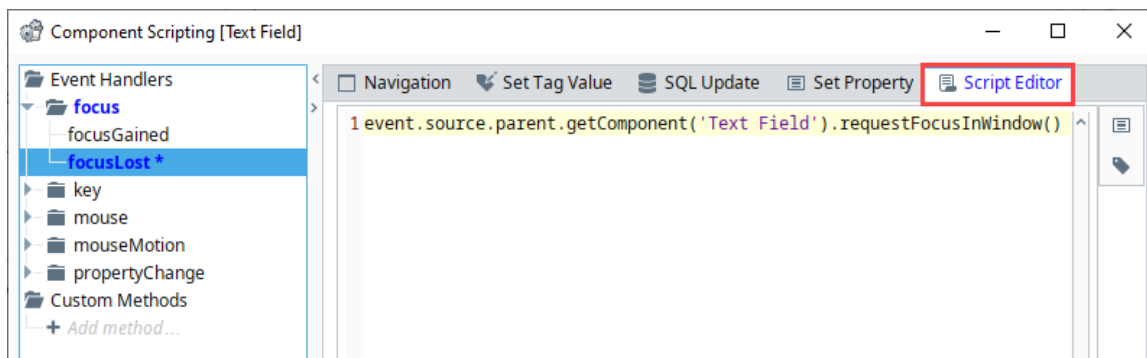 Component Scripting [Text Field]
Event Handlers
focus
focusGained
focusLost *
key
mouse
mouseMotion
propertyChange
Custom Methods
Add method...
Navigation Set Tag Value SQL Update Set Property Script Editor
1 event.source.parent.getComponent('Text Field').requestFocusInWindow()